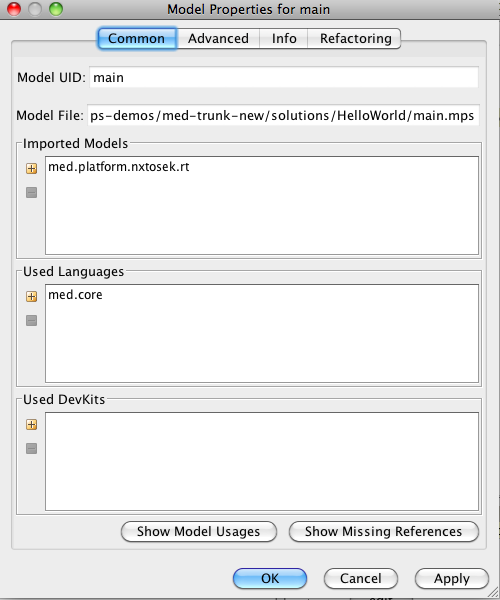 Model Properties for main
Common Advanced Info Refactoring
Model UID: main
Model File: ps-demos/med-trunk-new/solutions/HelloWorld/main.mps
Imported Models
med.platform.nxtosek.rt
Used Languages
med.core
Used DevKits
Show Model Usages Show Missing References
OK Cancel Apply